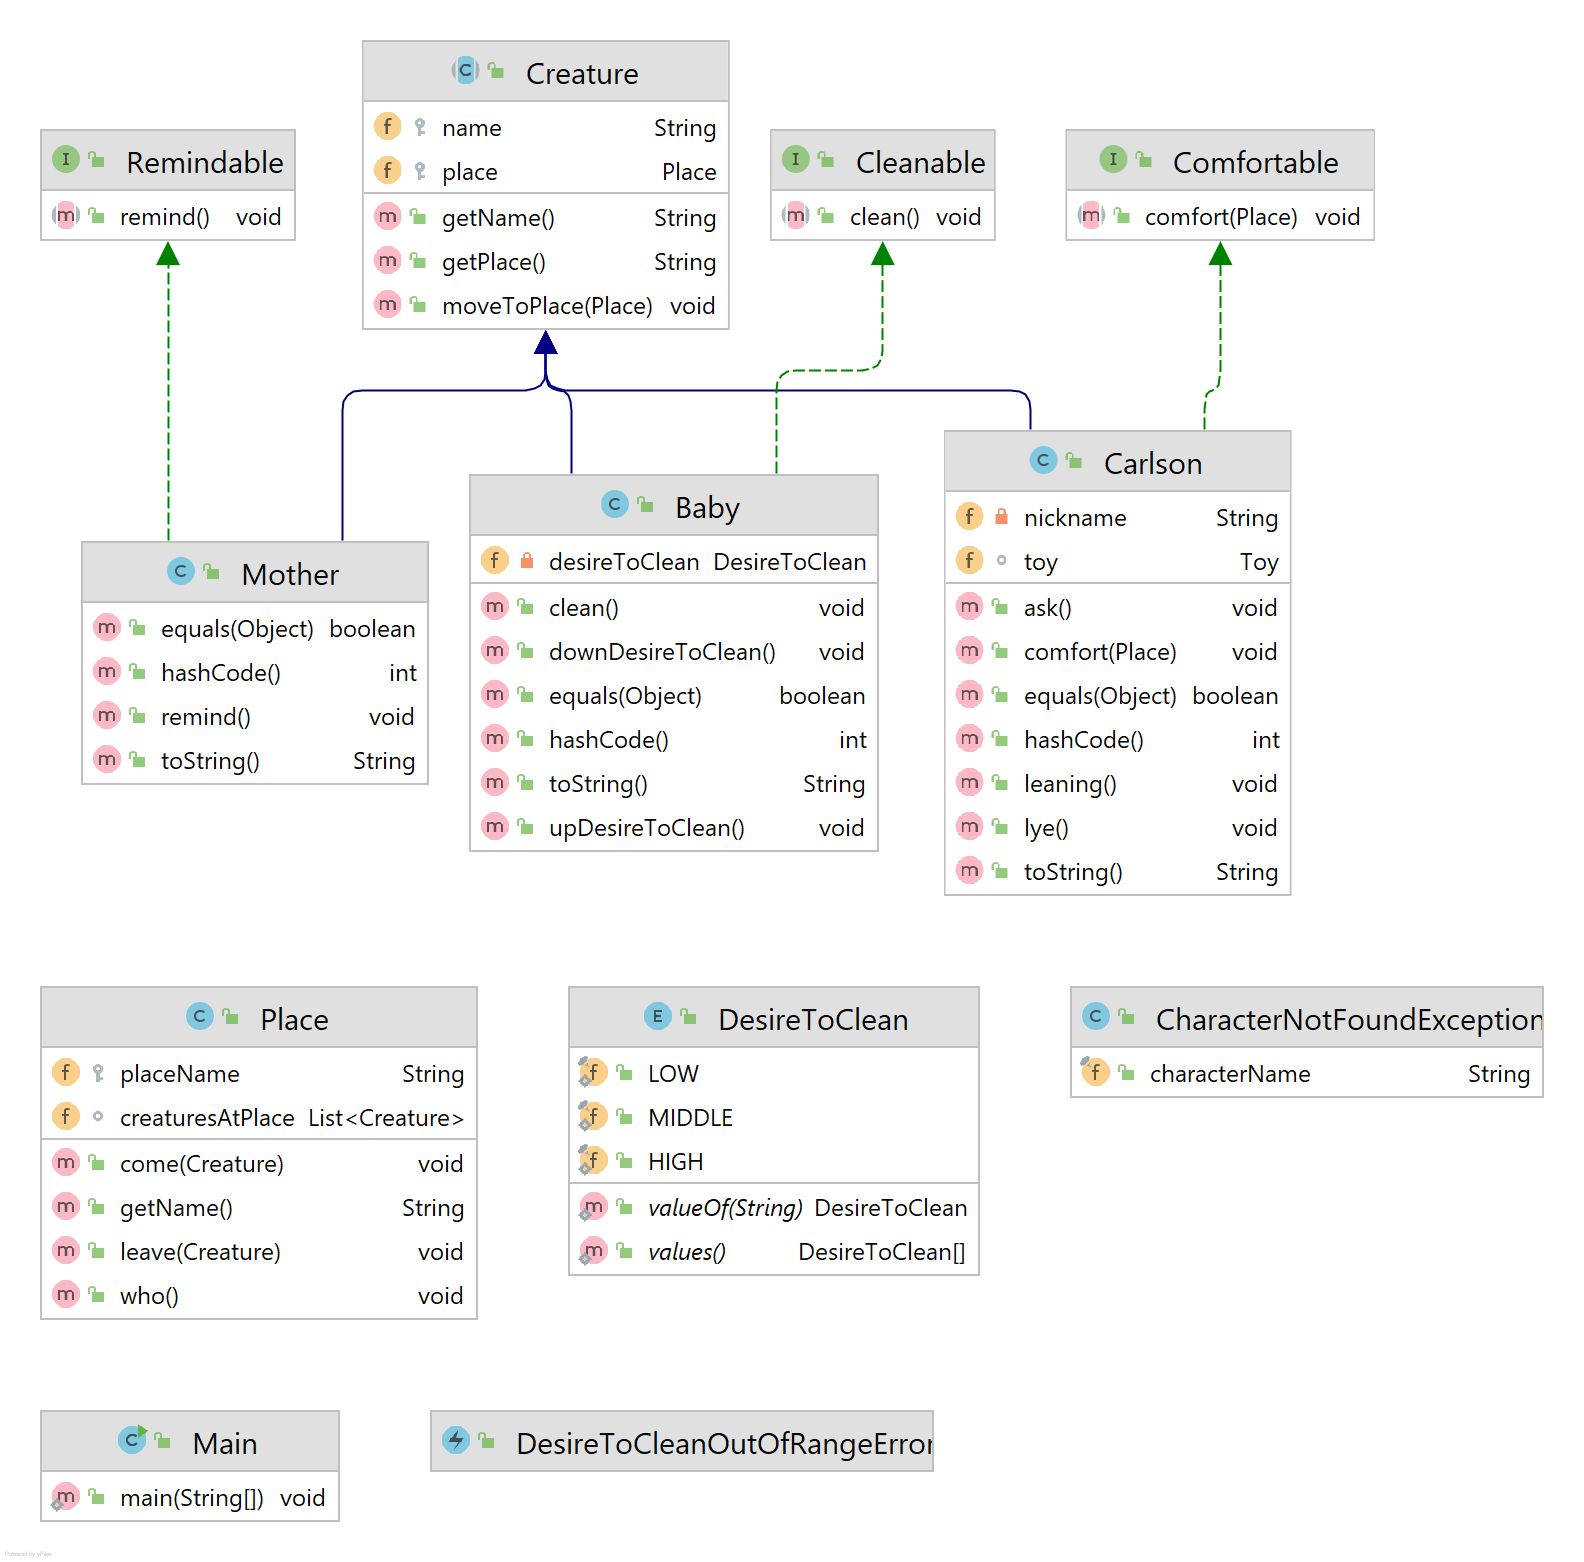 Creature
name String
place Place
getName() String
getPlace() String
moveToPlace(Place) void
Remindable
remind() void
Cleanable
clean() void
Comfortable
comfort(Place) void
Mother
equals(Object) boolean
hashCode() int
remind() void
toString() String
Baby
desireToClean DesireToClean
clean() void
downDesireToClean() void
equals(Object) boolean
hashCode() int
toString() String
upDesireToClean() void
Carlson
nickname String
toy Toy
ask() void
comfort(Place) void
equals(Object) boolean
hashCode() int
leaning() void
lye() void
toString() String
Place
placeName String
creaturesAtPlace List<Creature>
come(Creature) void
getName() String
leave(Creature) void
who() void
DesireToClean
LOW
MIDDLE
HIGH
valueOf(String) DesireToClean
values() DesireToClean[]
CharacterNotFoundException
characterName String
Main
main(String[]) void
DesireToCleanOutOfRangeError
Powered by yFiles